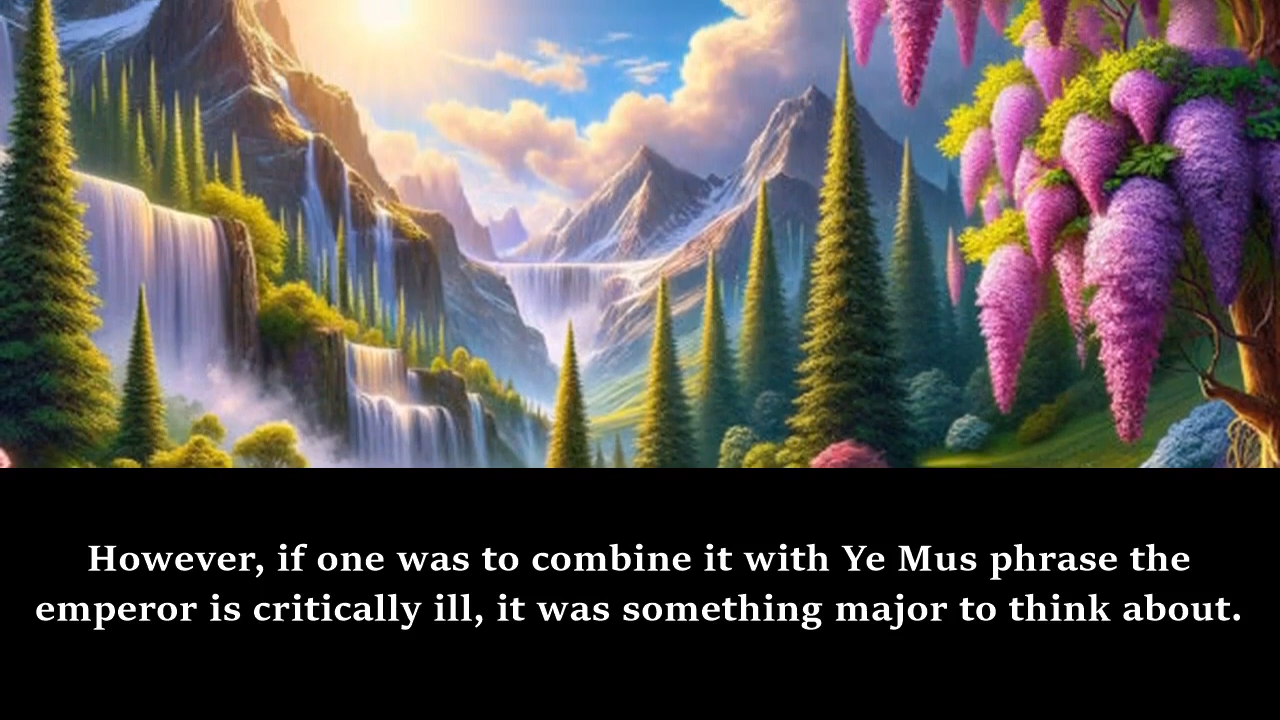 However, if one was to combine it with Ye Mus phrase the
emperor is critically ill, it was something major to think about.